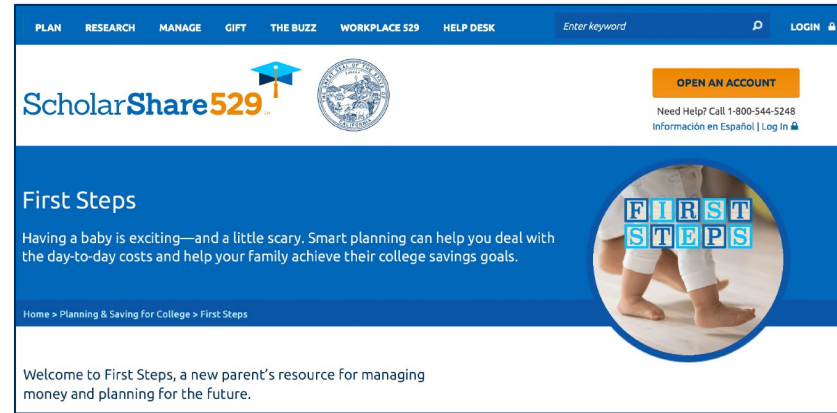 PLAN RESEARCH MANAGE GIFT THE BUZZ WORKPLACE 529 HELP DESK Enter keyword LOGIN
ScholarShare529
OPEN AN ACCOUNT
Need Help? Call 1-800-544-5248
Información en Español | Log In
First Steps
Having a baby is exciting—and a little scary. Smart planning can help you deal with
the day-to-day costs and help your family achieve their college savings goals.
FIRST
STEPS
Home > Planning & Saving for College > First Steps
Welcome to First Steps, a new parent's resource for managing
money and planning for the future.